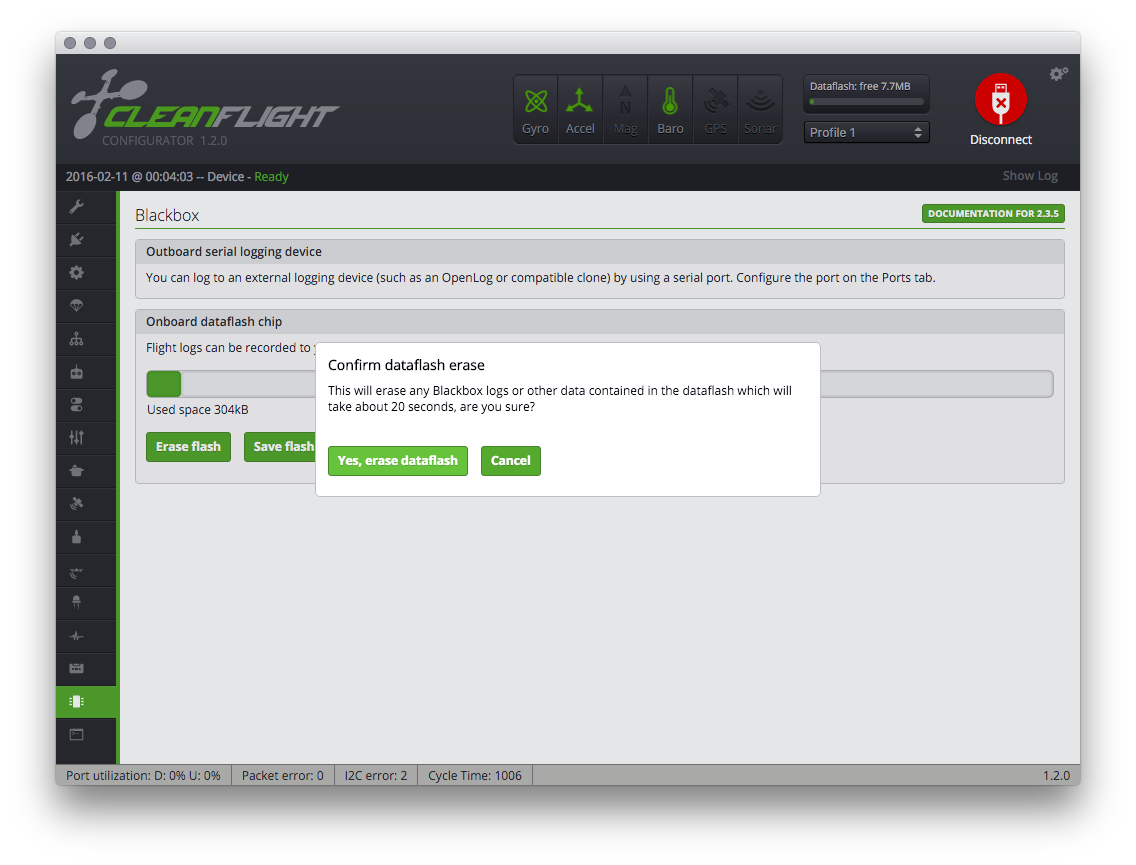 CLEANFLIGHT
CONFIGURATOR 1.2.0
Gyro
Accel
Mag
Baro
GPS
Sonar
Dataflash: free 7.7MB
Profile 1
Disconnect
2016-02-11 @ 00:04:03 -- Device - Ready
Show Log
Blackbox
DOCUMENTATION FOR 2.3.5
Outboard serial logging device
You can log to an external logging device (such as an OpenLog or compatible clone) by using a serial port. Configure the port on the Ports tab.
Onboard dataflash chip
Flight logs can be recorded to
Used space 304kB
Erase flash
Save flash
Confirm dataflash erase
This will erase any Blackbox logs or other data contained in the dataflash which will
take about 20 seconds, are you sure?
Yes, erase dataflash
Cancel
Port utilization: D: 0% U: 0%
Packet error: 0
I2C error: 2
Cycle Time: 1006
1.2.0